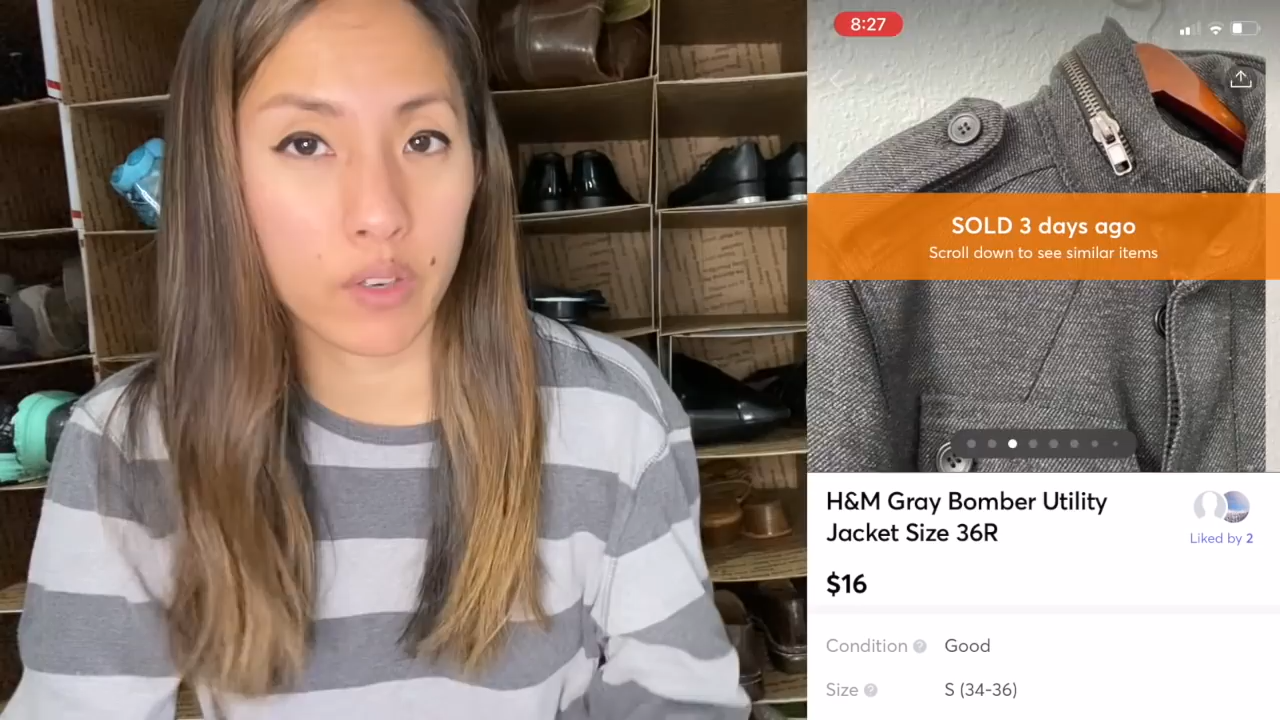 8:27
SOLD 3 days ago
Scroll down to see similar items
H&M Gray Bomber Utility
Jacket Size 36R
Liked by 2
$16
Condition ? Good
Size ? S (34-36)